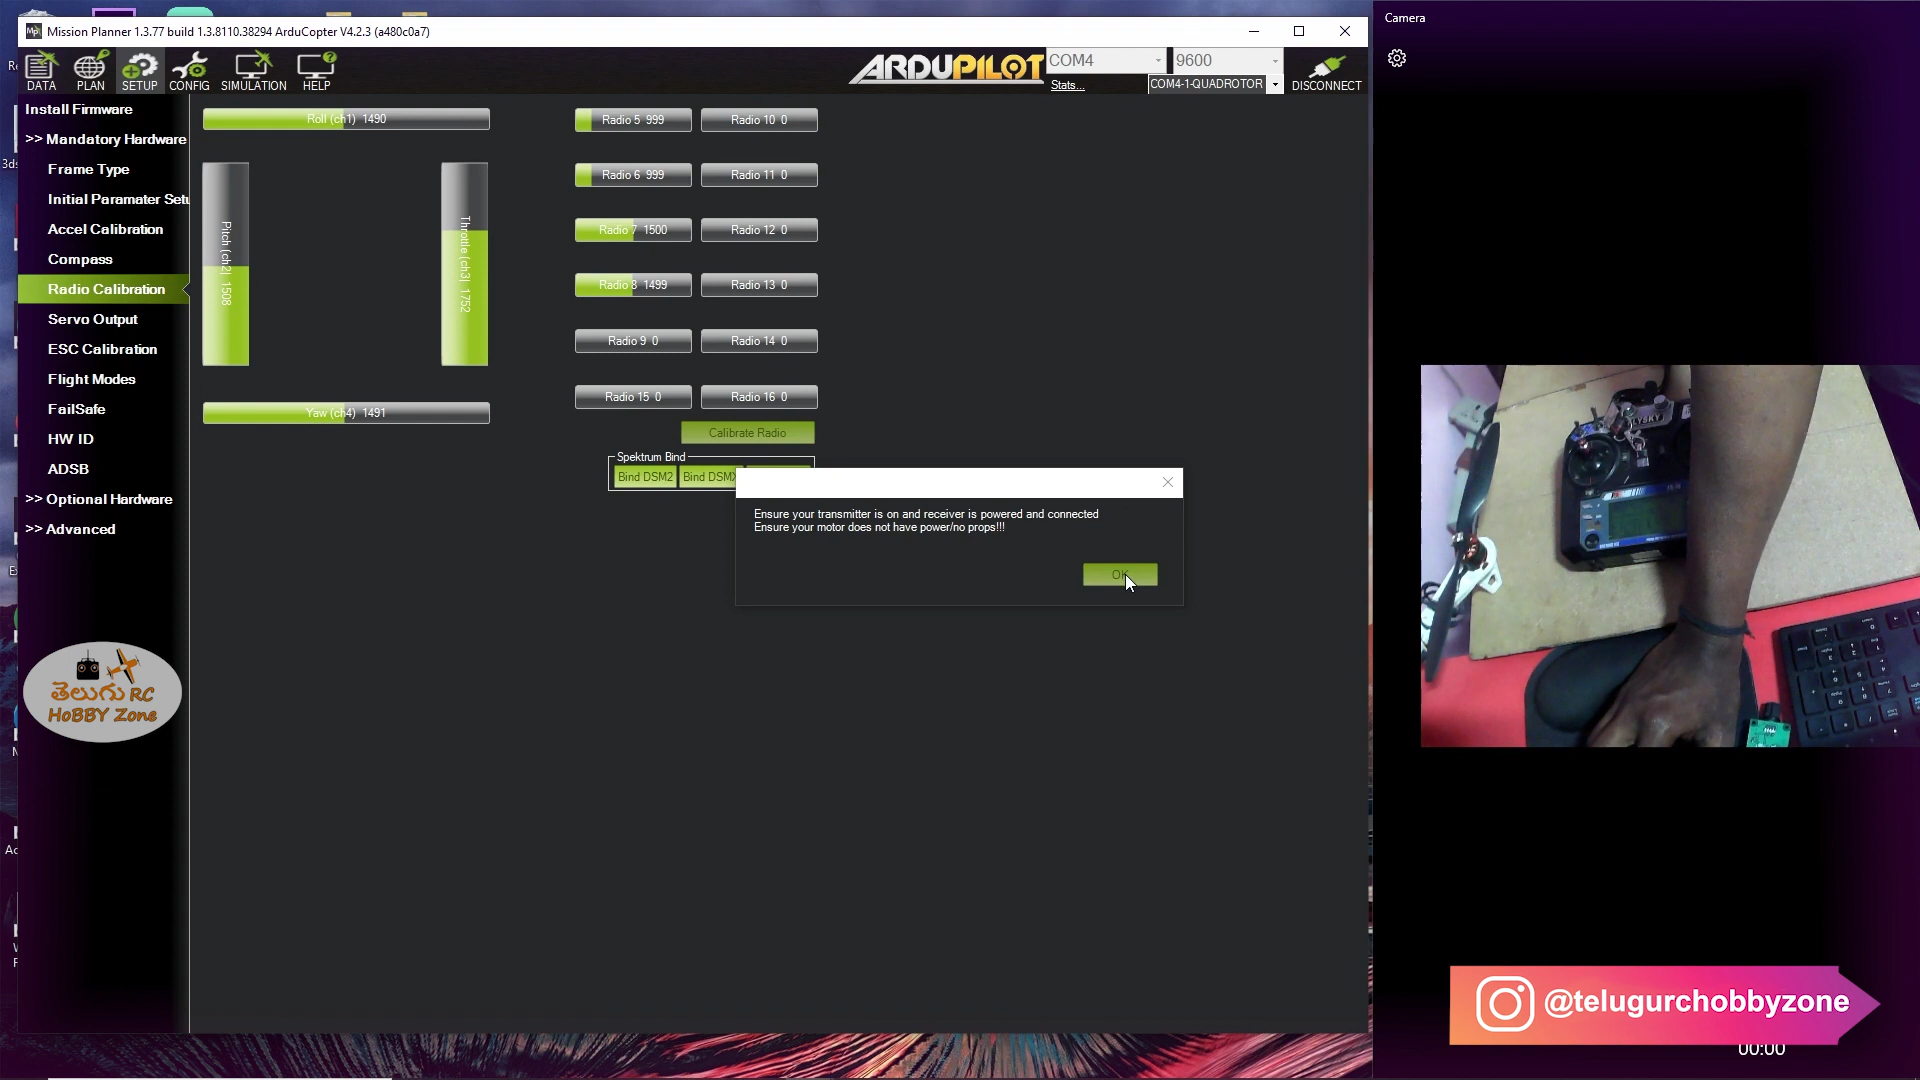 Mission Planner 1.3.77 build 1.3.8110.38294 ArduCopter V4.2.3 (a480c0a7)
DATA PLAN SETUP CONFIG SIMULATION HELP
ARDUPILOT
COM4 9600
Stats... COM4-1-QUADROTOR DISCONNECT
Install Firmware
>> Mandatory Hardware
Frame Type
Initial Paramater Setu
Accel Calibration
Compass
Radio Calibration
Servo Output
ESC Calibration
Flight Modes
FailSafe
HW ID
ADSB
>> Optional Hardware
>> Advanced
తెలుగు RC
HoBBY Zone
Roll (ch1) 1490
Pitch (ch2) 1508
Throttle (ch3) 1752
Yaw (ch4) 1491
Radio 5 999 Radio 10 0
Radio 6 999 Radio 11 0
Radio 7 1500 Radio 12 0
Radio 8 1499 Radio 13 0
Radio 9 0 Radio 14 0
Radio 15 0 Radio 16 0
Calibrate Radio
Spektrum Bind
Bind DSM2 Bind DSMX
Ensure your transmitter is on and receiver is powered and connected
Ensure your motor does not have power/no props!!!
OK
Camera
@telugurchobbyzone
00:00